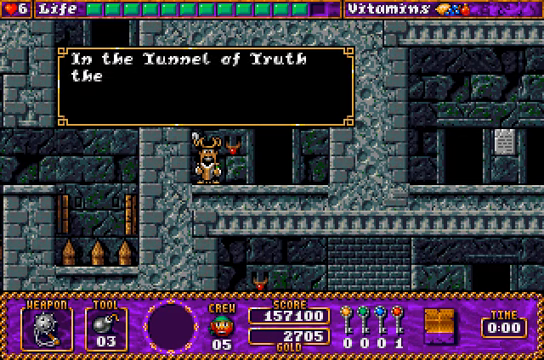 6 Life Vitamins
In the Tunnel of Truth
the
WEAPON TOOL CREW SCORE TIME
157100
0:00
2705
03 05 GOLD 0 0 0 1